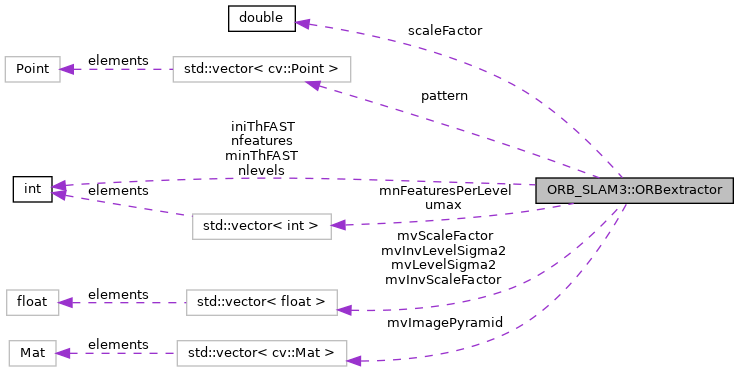 double
scaleFactor
Point
elements
std::vector< cv::Point >
pattern
iniThFAST
nfeatures
minThFAST
nlevels
int
elements
std::vector< int >
mnFeaturesPerLevel
umax
ORB_SLAM3::ORBextractor
mvScaleFactor
mvInvLevelSigma2
mvLevelSigma2
mvInvScaleFactor
float
elements
std::vector< float >
mvImagePyramid
Mat
elements
std::vector< cv::Mat >